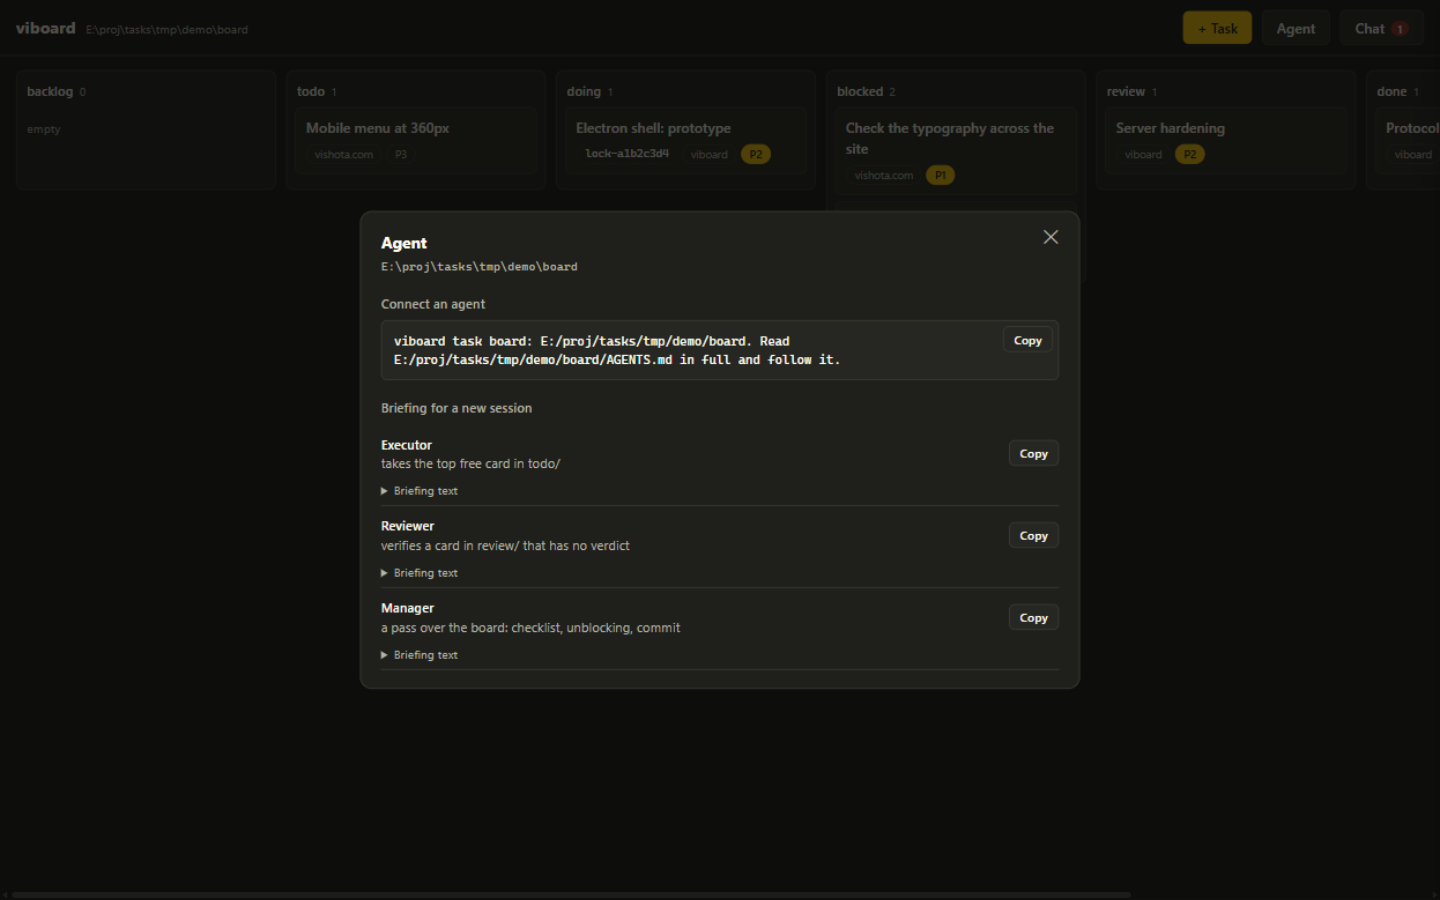 viboard E:\proj\tasks\tmp\demo\board
+ Task
Agent
Chat 1
backlog 0
empty
todo 1
Mobile menu at 360px
vishota.com P3
doing 1
Electron shell: prototype
lock-a1b2c3d4 viboard P2
blocked 2
Check the typography across the
site
vishota.com P1
review 1
Server hardening
viboard P2
done 1
Protocol
viboard
Agent
E:\proj\tasks\tmp\demo\board
Connect an agent
viboard task board: E:/proj/tasks/tmp/demo/board. Read
E:/proj/tasks/tmp/demo/board/AGENTS.md in full and follow it.
Copy
Briefing for a new session
Executor
takes the top free card in todo/
Copy
Briefing text
Reviewer
verifies a card in review/ that has no verdict
Copy
Briefing text
Manager
a pass over the board: checklist, unblocking, commit
Copy
Briefing text